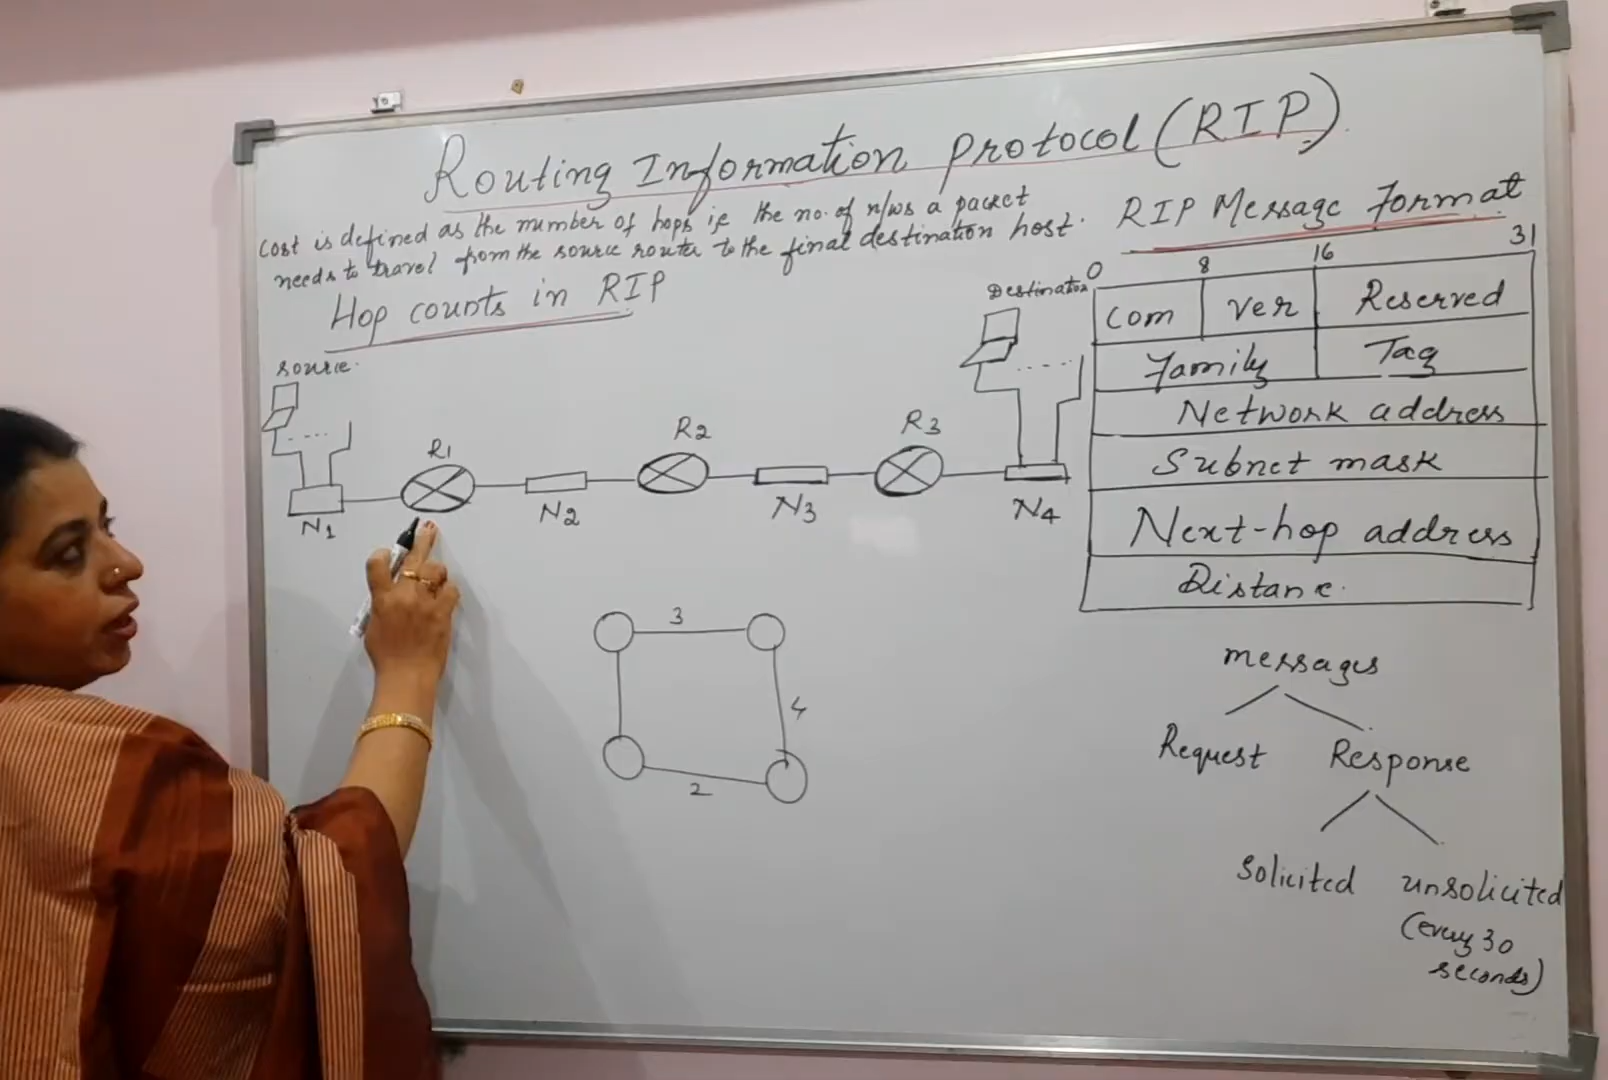 Routing Information Protocol (RIP)
Cost is defined as the number of hops ie the no. of n/ws a packet
needs to travel from the source router to the final destination host.
Hop counts in RIP
source.
N1
R1
N2
R2
N3
R3
N4
Destination
3
4
2
RIP Message Format
0 8 16 31
Com Ver Reserved
Family Tag
Network address
Subnet mask
Next-hop address
Distance.
messages
Request Response
Solicited unsolicited
(every 30
seconds)